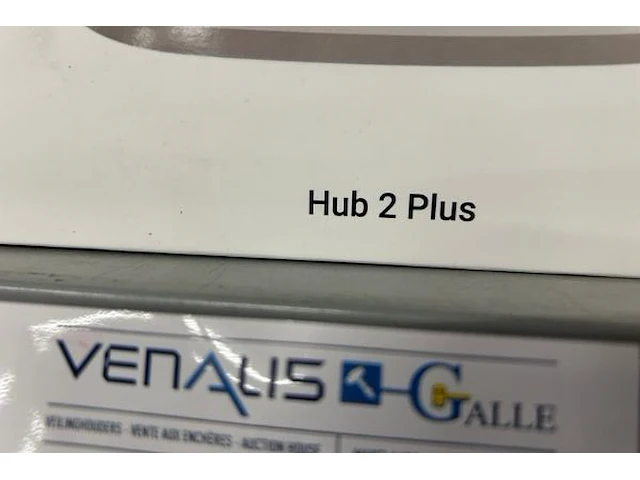 Hub 2 Plus
VENALIS GALLE
VEILINGHOUDERS - VENTE AUX ENCHÈRES - AUCTION HOUSE